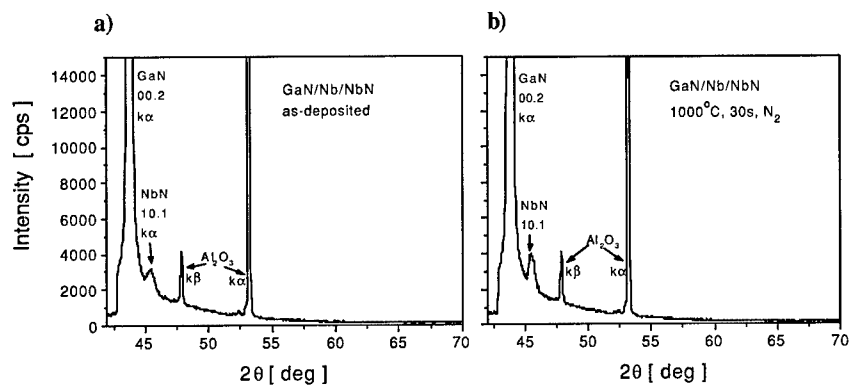 a)
14000
12000
10000
8000
6000
4000
2000
0
Intensity [ cps]
GaN
00.2
kα
NbN
10.1
kα
Al2O3
kβ
kα
GaN/Nb/NbN
as-deposited
45
50
55
60
65
70
2θ [ deg]
b)
GaN
00.2
kα
NbN
10.1
Al2O3
kβ
kα
GaN/Nb/NbN
1000°C, 30s, N2
45
50
55
60
65
70
2θ [ deg]